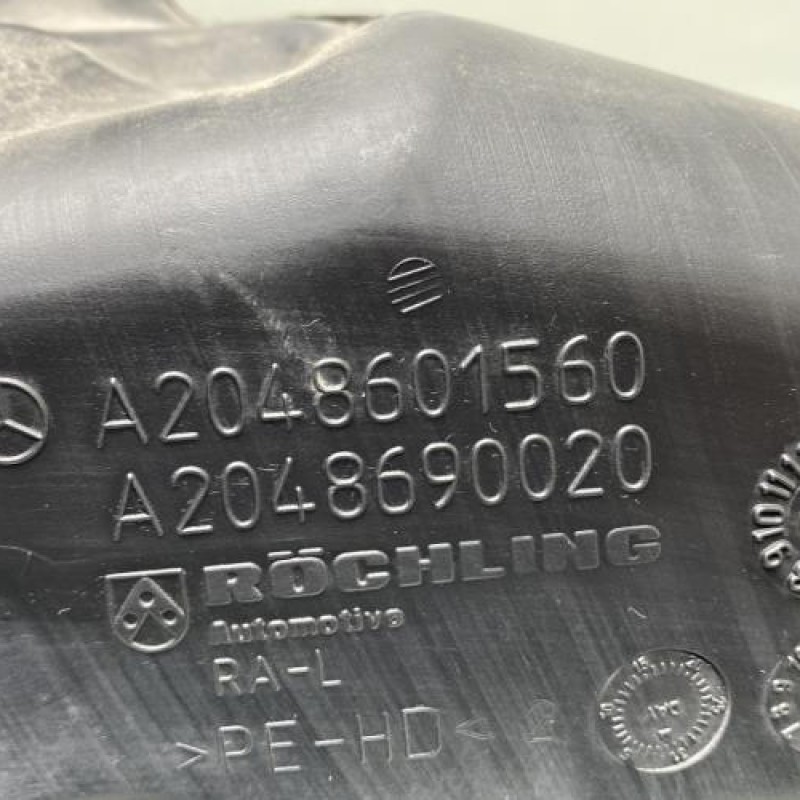 A2048601560
A2048690020
RÖCHLING
Automotive
RA-L
>PE-HD<